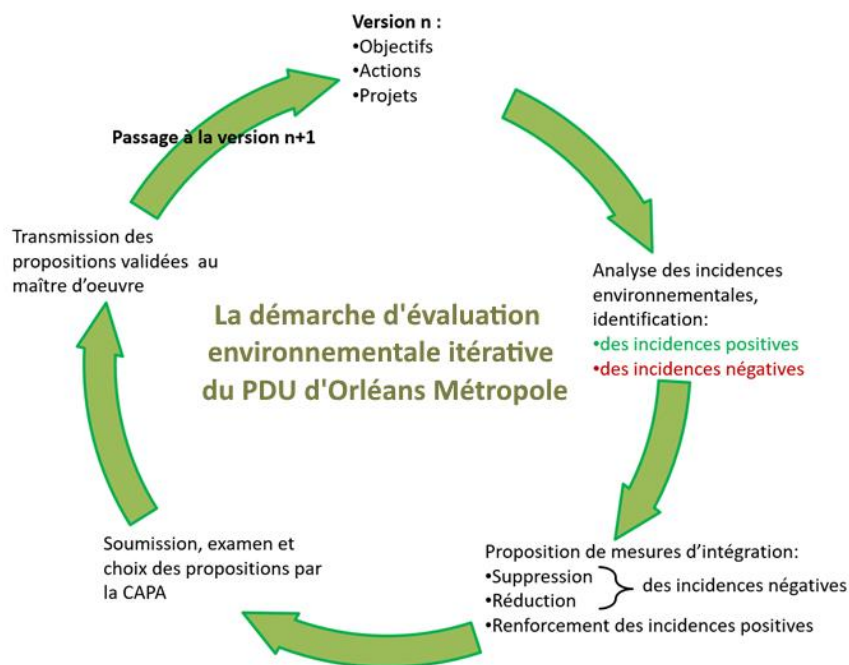 Version n :
•Objectifs
•Actions
•Projets
Analyse des incidences
environnementales,
identification:
•des incidences positives
•des incidences négatives
Proposition de mesures d’intégration:
•Suppression
•Réduction
des incidences négatives
•Renforcement des incidences positives
Soumission, examen et
choix des propositions par
la CAPA
Transmission des
propositions validées au
maître d’oeuvre
Passage à la version n+1
La démarche d'évaluation
environnementale itérative
du PDU d'Orléans Métropole